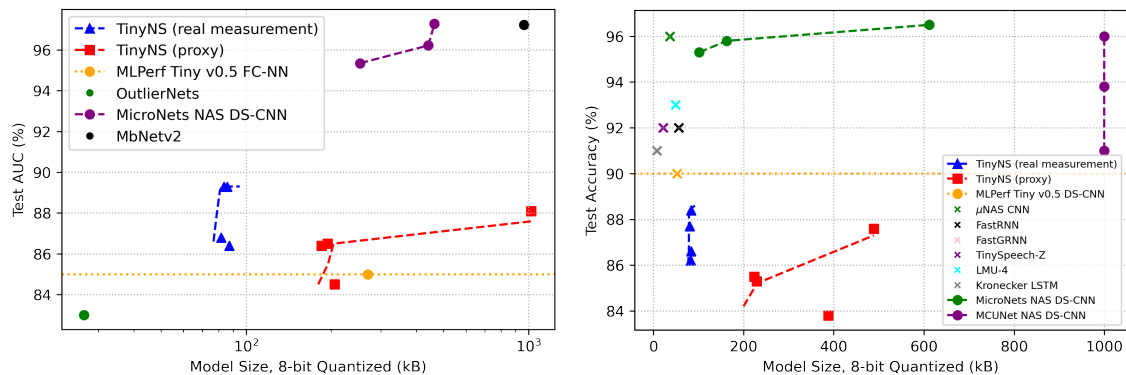 TinyNS (real measurement)
TinyNS (proxy)
MLPerf Tiny v0.5 FC-NN
OutlierNets
MicroNets NAS DS-CNN
MbNetv2
Test AUC (%)
96
94
92
90
88
86
84
10²
10³
Model Size, 8-bit Quantized (kB)
Test Accuracy (%)
96
94
92
90
88
86
84
0
200
400
600
800
1000
Model Size, 8-bit Quantized (kB)
TinyNS (real measurement)
TinyNS (proxy)
MLPerf Tiny v0.5 DS-CNN
μNAS CNN
FastRNN
FastGRNN
TinySpeech-Z
LMU-4
Kronecker LSTM
MicroNets NAS DS-CNN
MCUNet NAS DS-CNN